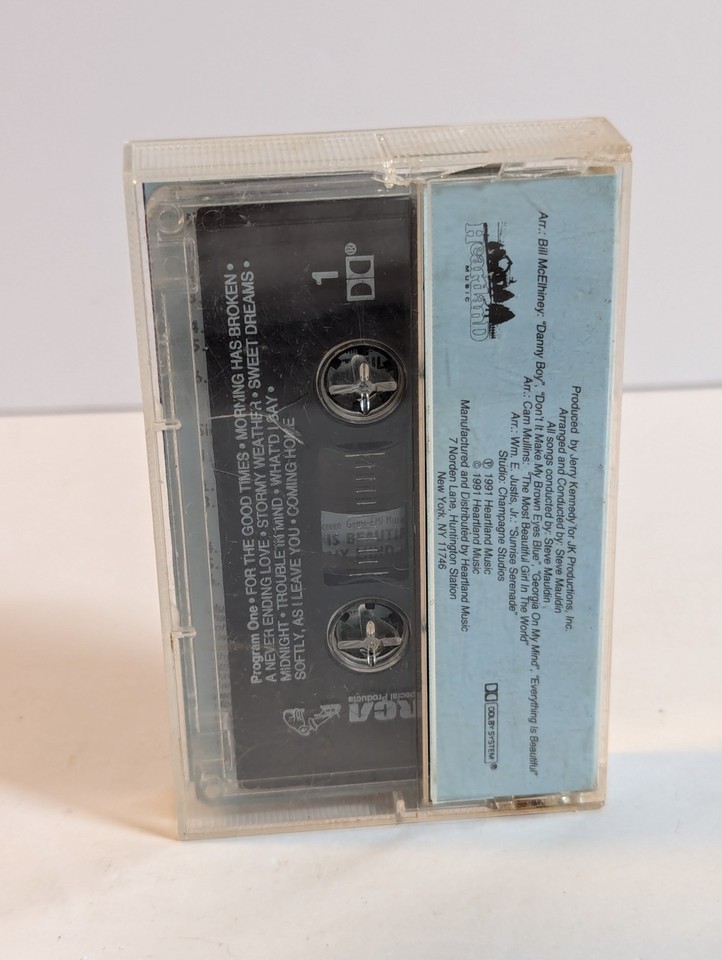 Produced by Jerry Kennedy for JK Productions, Inc.
Arranged and Conducted by: Steve Mauldin
All songs conducted by: Steve Mauldin
Arr.: Bill McElhiney: "Danny Boy", "Don't It Make My Brown Eyes Blue", "Georgia On My Mind", "Everything is Beautiful"
Arr.: Cam Mullins: "The Most Beautiful Girl In The World"
Arr.: Wm. E. Justis, Jr.: "Sunrise Serenade"
Studio: Champagne Studios
℗ 1991 Heartland Music
© 1991 Heartland Music
Manufactured and Distributed by Heartland Music
7 Norden Lane, Huntington Station
New York, NY 11746
Heartland
MUSIC
DOLBY SYSTEM®
1
®
RCA
Special Products
Program One • FOR THE GOOD TIMES • MORNING HAS BROKEN •
A NEVER ENDING LOVE • STORMY WEATHER • SWEET DREAMS •
MIDNIGHT • TROUBLE IN MIND • WHAT'D I SAY •
SOFTLY, AS I LEAVE YOU • COMING HOME